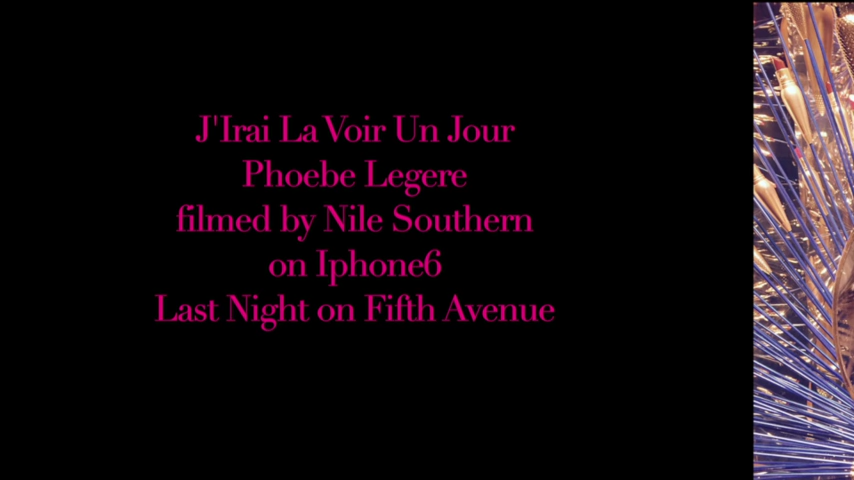 J'Irai La Voir Un Jour
Phoebe Legere
filmed by Nile Southern
on Iphone6
Last Night on Fifth Avenue